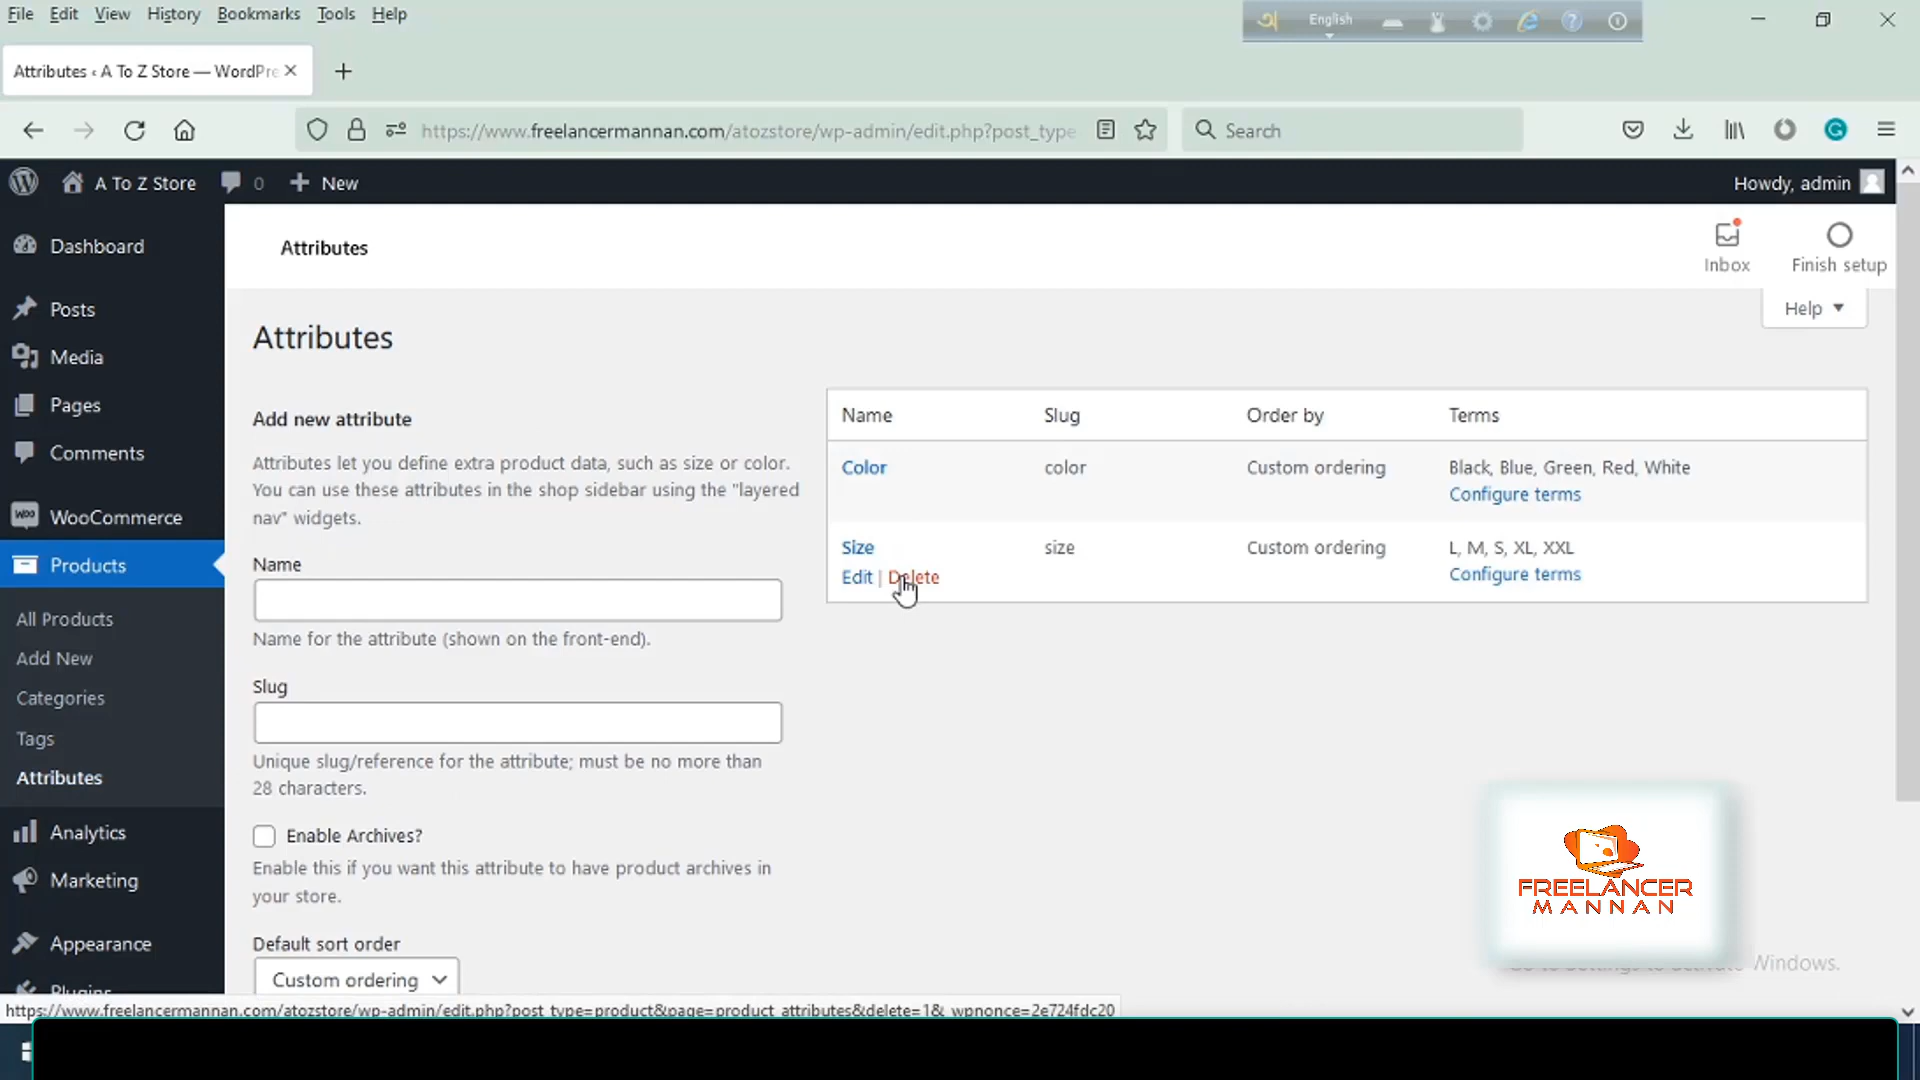 File Edit View History Bookmarks Tools Help
English
Attributes ‹ A To Z Store — WordPre
https://www.freelancermannan.com/atozstore/wp-admin/edit.php?post_type
Search
A To Z Store 0 New
Howdy, admin
Dashboard
Posts
Media
Pages
Comments
WooCommerce
Products
All Products
Add New
Categories
Tags
Attributes
Analytics
Marketing
Appearance
Plugins
Attributes
Inbox
Finish setup
Help
Attributes
Add new attribute
Attributes let you define extra product data, such as size or color.
You can use these attributes in the shop sidebar using the "layered
nav" widgets.
Name
Name for the attribute (shown on the front-end).
Slug
Unique slug/reference for the attribute; must be no more than
28 characters.
Enable Archives?
Enable this if you want this attribute to have product archives in
your store.
Default sort order
Custom ordering
Name Slug Order by Terms
Color color Custom ordering Black, Blue, Green, Red, White
Configure terms
Size size Custom ordering L, M, S, XL, XXL
Edit | Delete Configure terms
FREELANCER
MANNAN
Windows.
https://www.freelancermannan.com/atozstore/wp-admin/edit.php?post_type=product&page=product_attributes&delete=1&_wpnonce=2e724fdc20